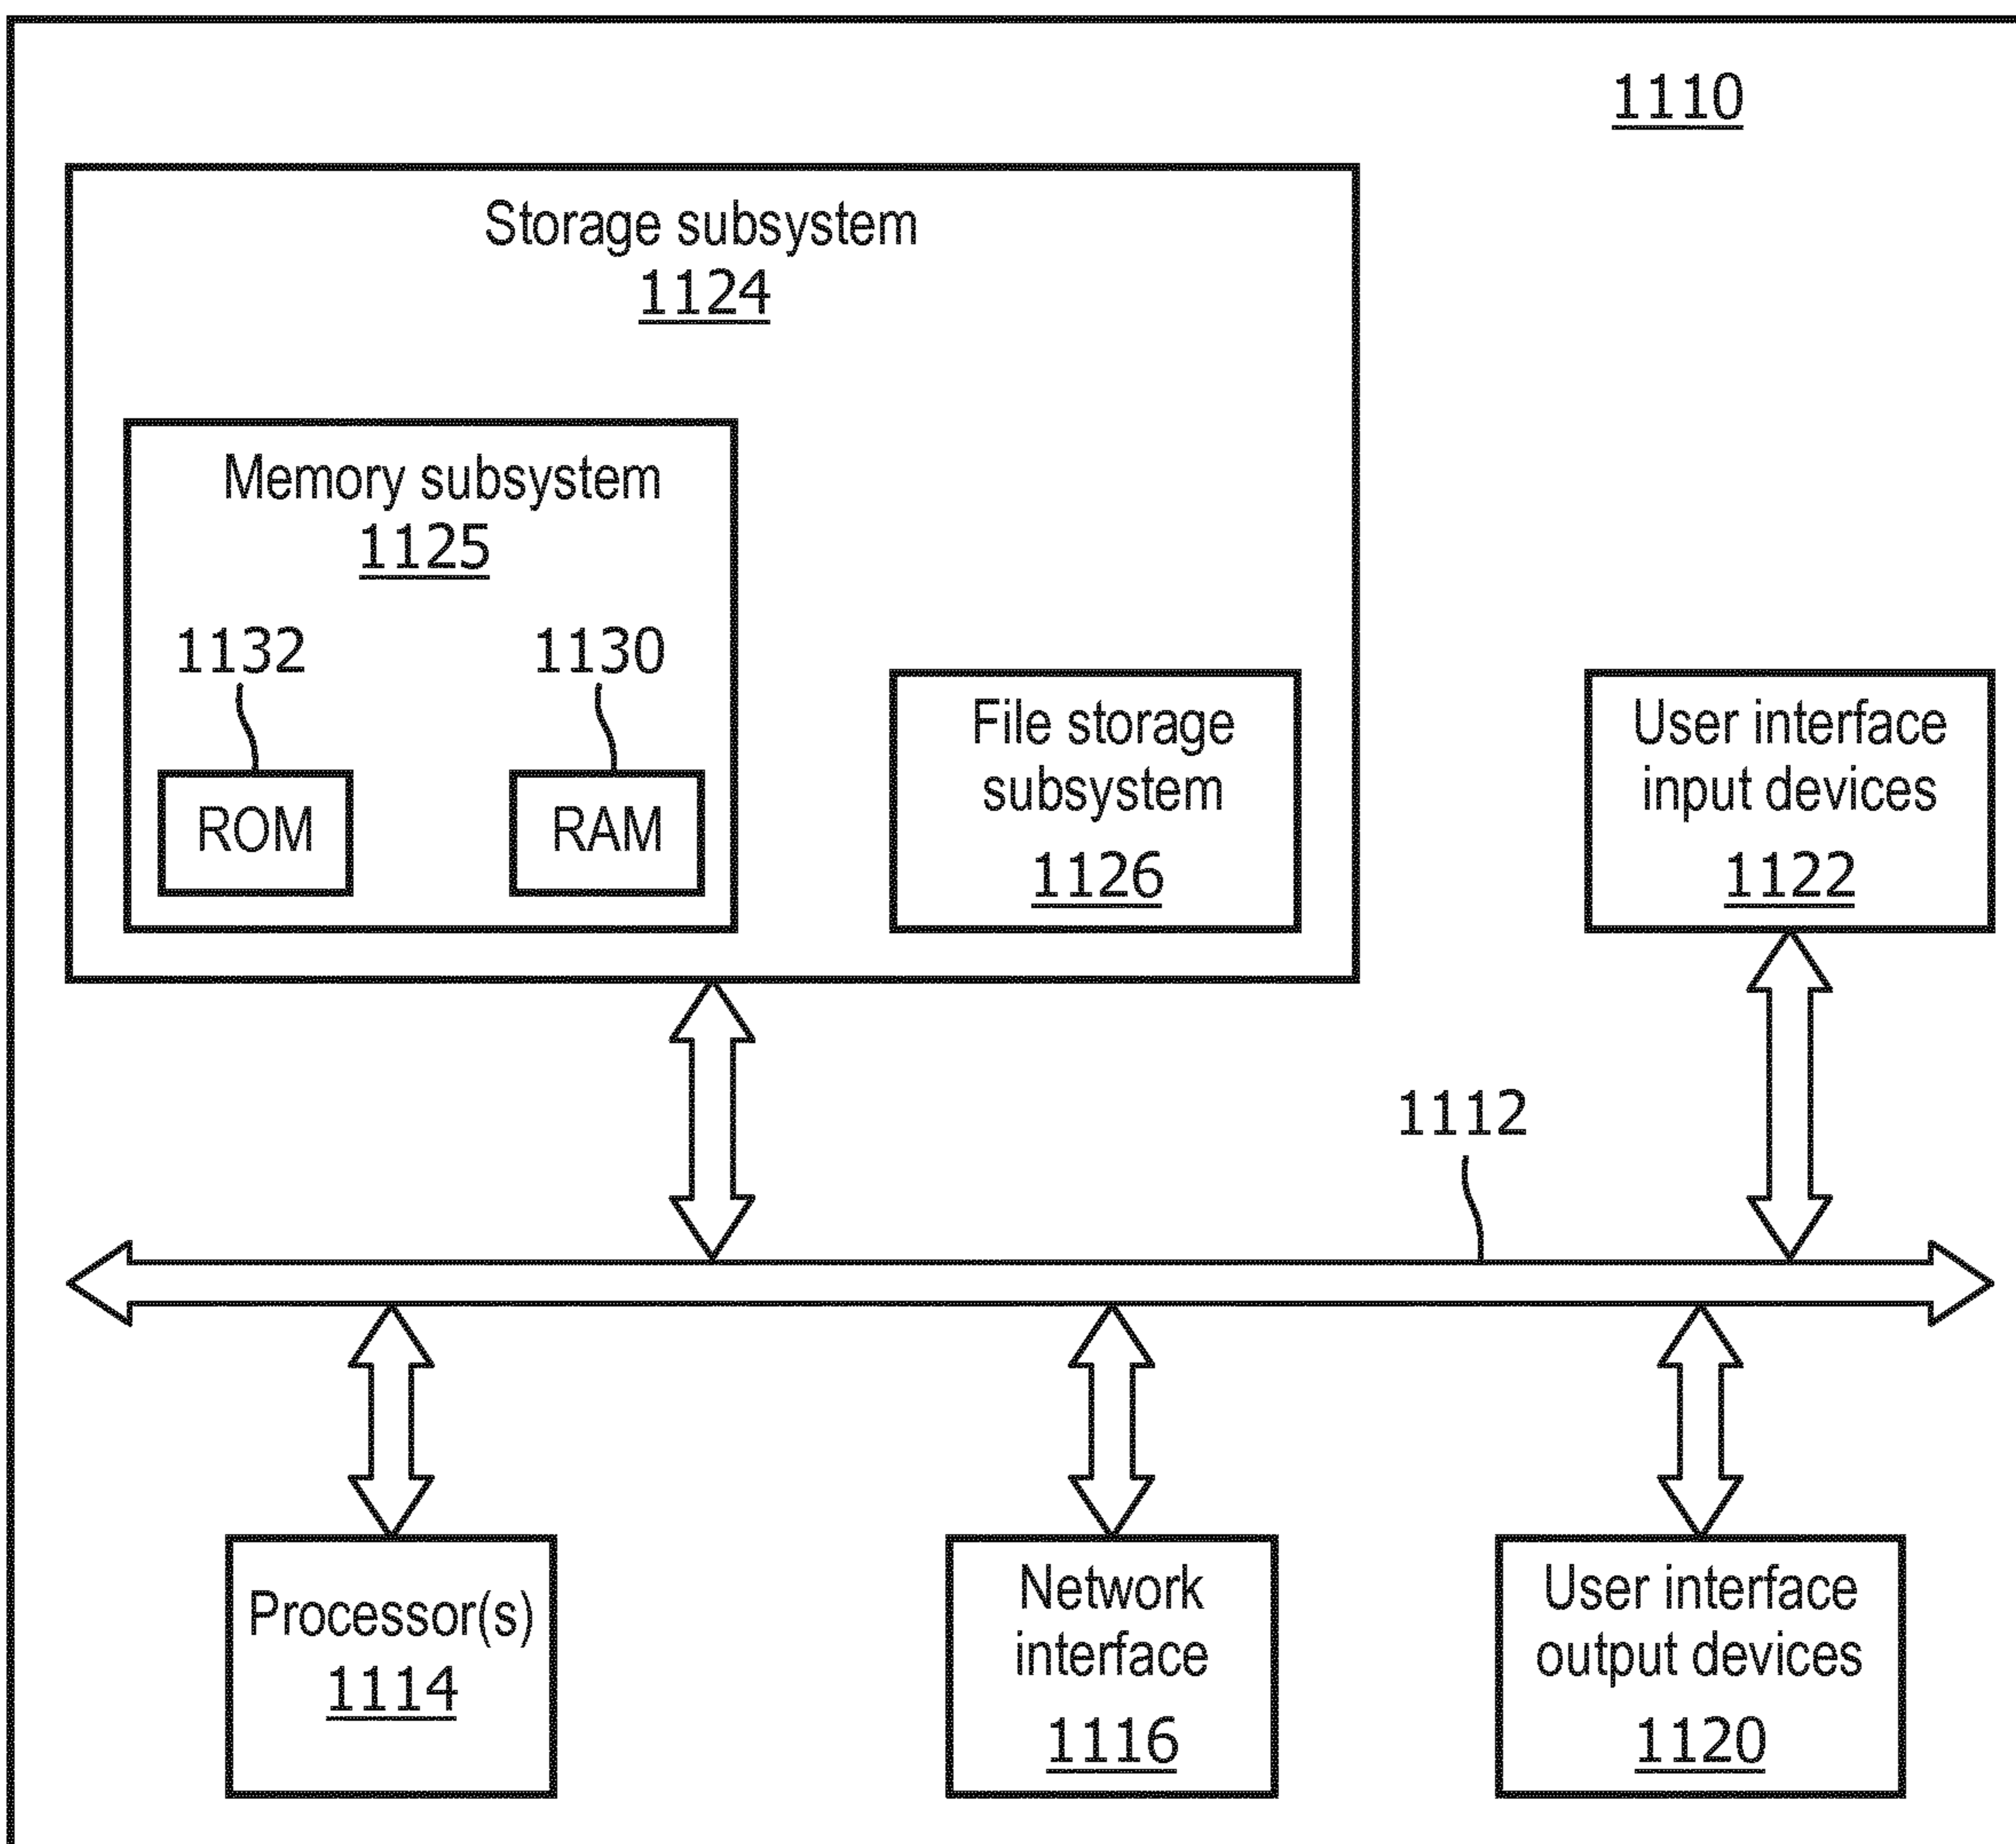 1110
Storage subsystem
1124
Memory subsystem
1125
1132
1130
ROM
RAM
File storage
subsystem
1126
User interface
input devices
1122
1112
Processor(s)
1114
Network
interface
1116
User interface
output devices
1120